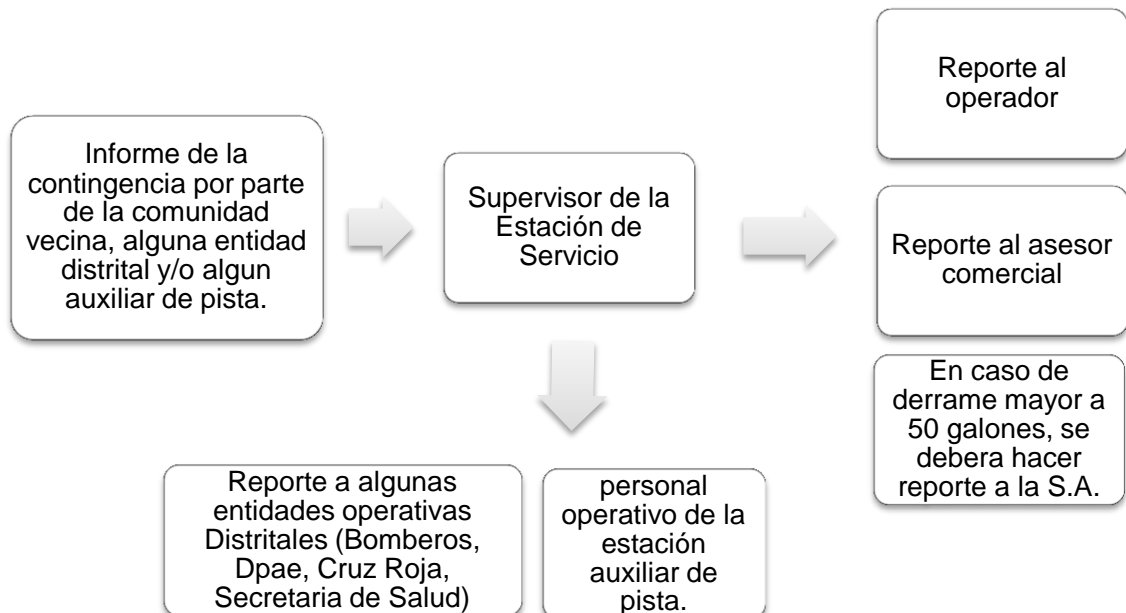 Informe de la
contingencia por parte
de la comunidad
vecina, alguna entidad
distrital y/o algun
auxiliar de pista.
Supervisor de la
Estación de
Servicio
Reporte al
operador
Reporte al asesor
comercial
En caso de
derrame mayor a
50 galones, se
debera hacer
reporte a la S.A.
Reporte a algunas
entidades operativas
Distritales (Bomberos,
Dpae, Cruz Roja,
Secretaria de Salud)
personal
operativo de la
estación
auxiliar de
pista.